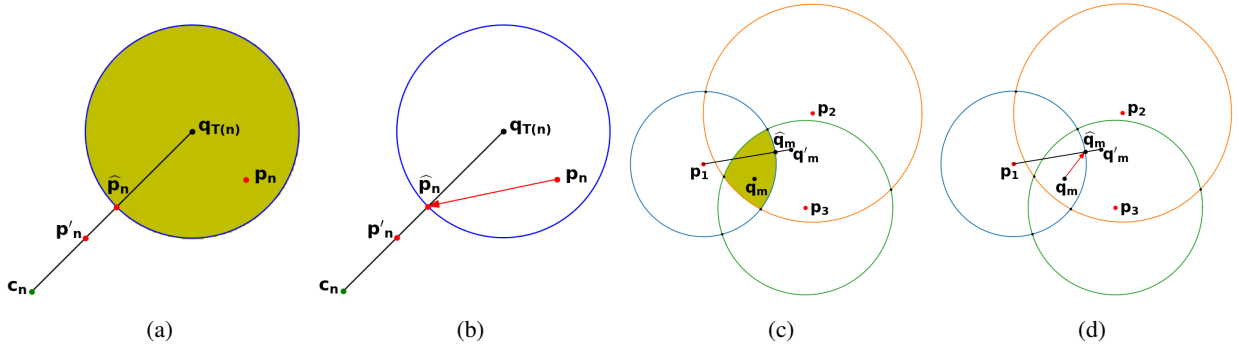 q_T(n)
p̂_n
p_n
p'_n
c_n
(a)
q_T(n)
p̂_n
p_n
p'_n
c_n
(b)
p_2
q̂_m
q'_m
p_1
q_m
p_3
(c)
p_2
q̂_m
q'_m
p_1
q_m
p_3
(d)